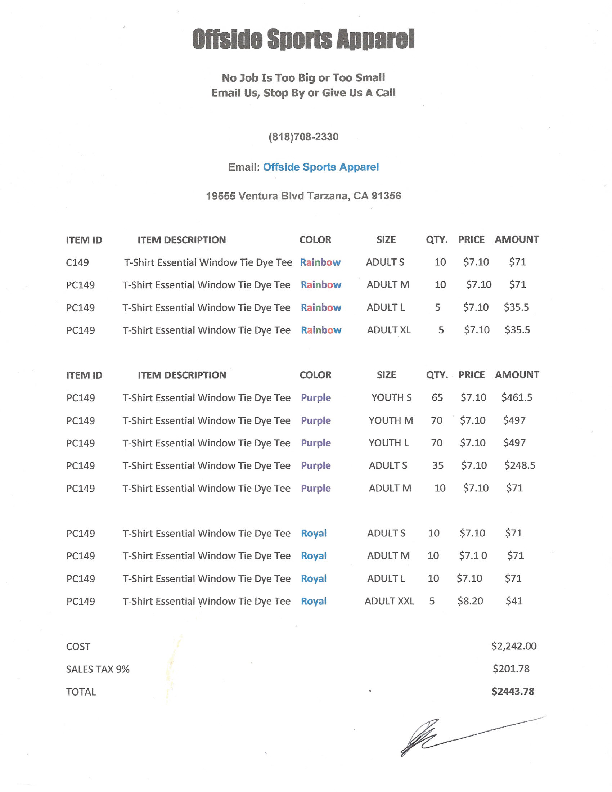 Offside Sports Apparel
No Job Is Too Big or Too Small
Email Us, Stop By or Give Us A Call
(818)708-2330
Email: Offside Sports Apparel
19555 Ventura Blvd Tarzana, CA 91356
ITEM ID ITEM DESCRIPTION COLOR SIZE QTY. PRICE AMOUNT
C149 T-Shirt Essential Window Tie Dye Tee Rainbow ADULT S 10 $7.10 $71
PC149 T-Shirt Essential Window Tie Dye Tee Rainbow ADULT M 10 $7.10 $71
PC149 T-Shirt Essential Window Tie Dye Tee Rainbow ADULT L 5 $7.10 $35.5
PC149 T-Shirt Essential Window Tie Dye Tee Rainbow ADULT XL 5 $7.10 $35.5
ITEM ID ITEM DESCRIPTION COLOR SIZE QTY. PRICE AMOUNT
PC149 T-Shirt Essential Window Tie Dye Tee Purple YOUTH S 65 $7.10 $461.5
PC149 T-Shirt Essential Window Tie Dye Tee Purple YOUTH M 70 $7.10 $497
PC149 T-Shirt Essential Window Tie Dye Tee Purple YOUTH L 70 $7.10 $497
PC149 T-Shirt Essential Window Tie Dye Tee Purple ADULT S 35 $7.10 $248.5
PC149 T-Shirt Essential Window Tie Dye Tee Purple ADULT M 10 $7.10 $71
PC149 T-Shirt Essential Window Tie Dye Tee Royal ADULT S 10 $7.10 $71
PC149 T-Shirt Essential Window Tie Dye Tee Royal ADULT M 10 $7.10 $71
PC149 T-Shirt Essential Window Tie Dye Tee Royal ADULT L 10 $7.10 $71
PC149 T-Shirt Essential Window Tie Dye Tee Royal ADULT XXL 5 $8.20 $41
COST $2,242.00
SALES TAX 9% $201.78
TOTAL $2443.78